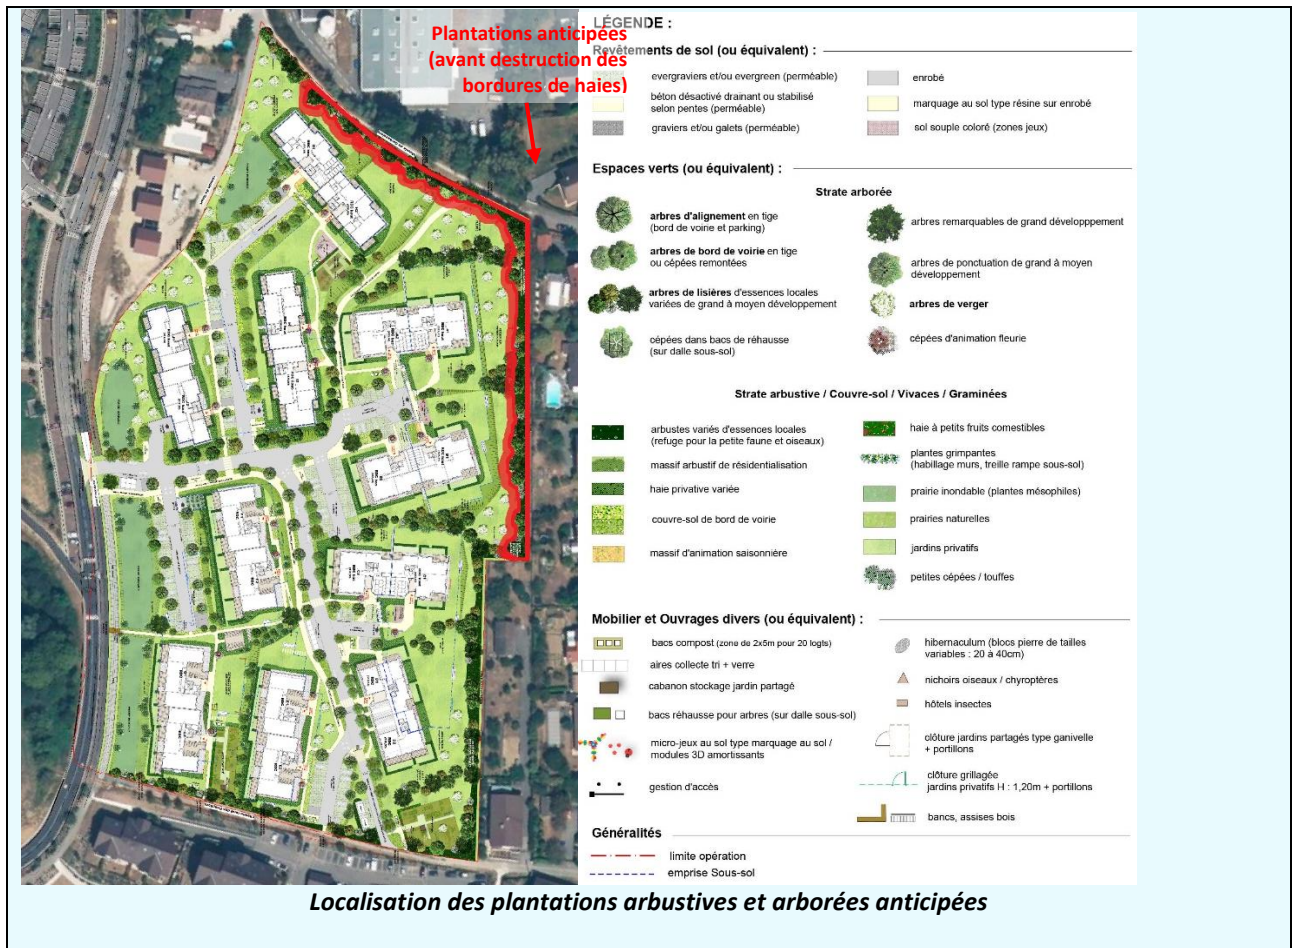 Plantations anticipées
(avant destruction des
bordures de haies)
LÉGENDE :
Revêtements de sol (ou équivalent) :
evergraviers et/ou evergreen (perméable)
béton désactivé drainant ou stabilisé
selon pentes (perméable)
graviers et/ou galets (perméable)
enrobé
marquage au sol type résine sur enrobé
sol souple coloré (zones jeux)
Espaces verts (ou équivalent) :
Strate arborée
arbres d'alignement en tige
(bord de voirie et parking)
arbres de bord de voirie en tige
ou cépées remontées
arbres de lisières d'essences locales
variées de grand à moyen développement
cépées dans bacs de réhausse
(sur dalle sous-sol)
arbres remarquables de grand développpement
arbres de ponctuation de grand à moyen
développement
arbres de verger
cépées d'animation fleurie
Strate arbustive / Couvre-sol / Vivaces / Graminées
arbustes variés d'essences locales
(refuge pour la petite faune et oiseaux)
massif arbustif de résidentialisation
haie privative variée
couvre-sol de bord de voirie
massif d'animation saisonnière
haie à petits fruits comestibles
plantes grimpantes
(habillage murs, treille rampe sous-sol)
prairie inondable (plantes mésophiles)
prairies naturelles
jardins privatifs
petites cépées / touffes
Mobilier et Ouvrages divers (ou équivalent) :
bacs compost (zone de 2x5m pour 20 logts)
aires collecte tri + verre
cabanon stockage jardin partagé
bacs réhausse pour arbres (sur dalle sous-sol)
micro-jeux au sol type marquage au sol /
modules 3D amortissants
gestion d'accès
hibernaculum (blocs pierre de tailles
variables : 20 à 40cm)
nichoirs oiseaux / chyroptères
hôtels insectes
clôture jardins partagés type ganivelle
+ portillons
clôture grillagée
jardins privatifs H : 1,20m + portillons
bancs, assises bois
Généralités
limite opération
emprise Sous-sol
Localisation des plantations arbustives et arborées anticipées